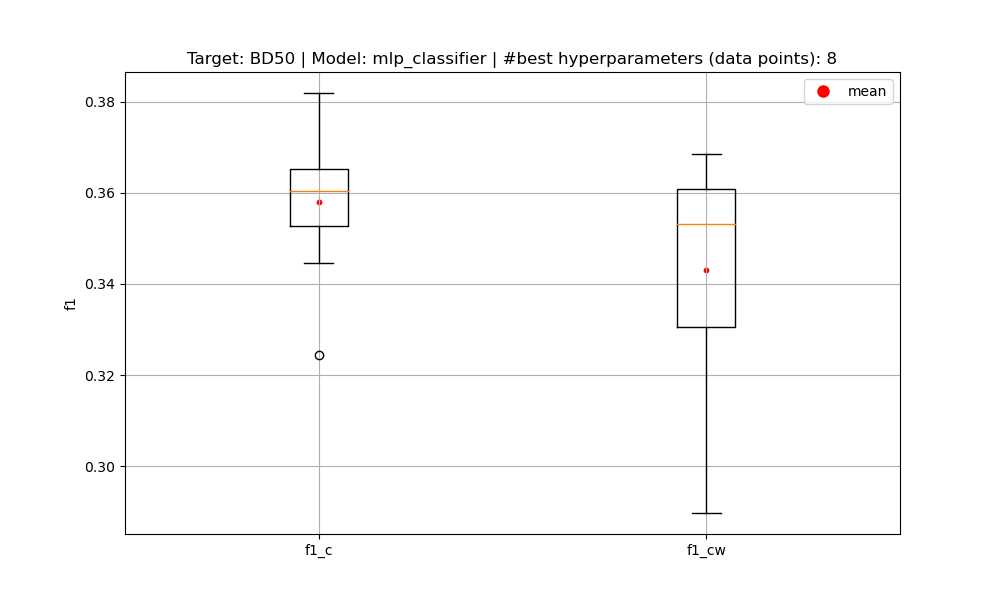 Target: BD50 | Model: mlp_classifier | #best hyperparameters (data points): 8
mean
0.38
0.36
0.34
0.32
0.30
f1
f1_c
f1_cw